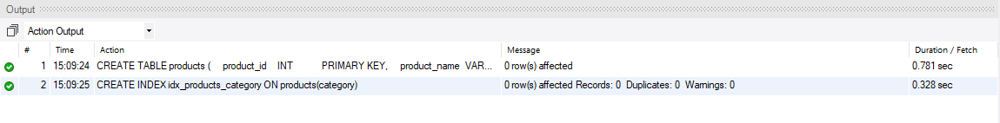 Output
Action Output
# Time Action Message Duration / Fetch
1 15:09:24 CREATE TABLE products ( product_id INT PRIMARY KEY, product_name VAR... 0 row(s) affected 0.781 sec
2 15:09:25 CREATE INDEX idx_products_category ON products(category) 0 row(s) affected Records: 0 Duplicates: 0 Warnings: 0 0.328 sec